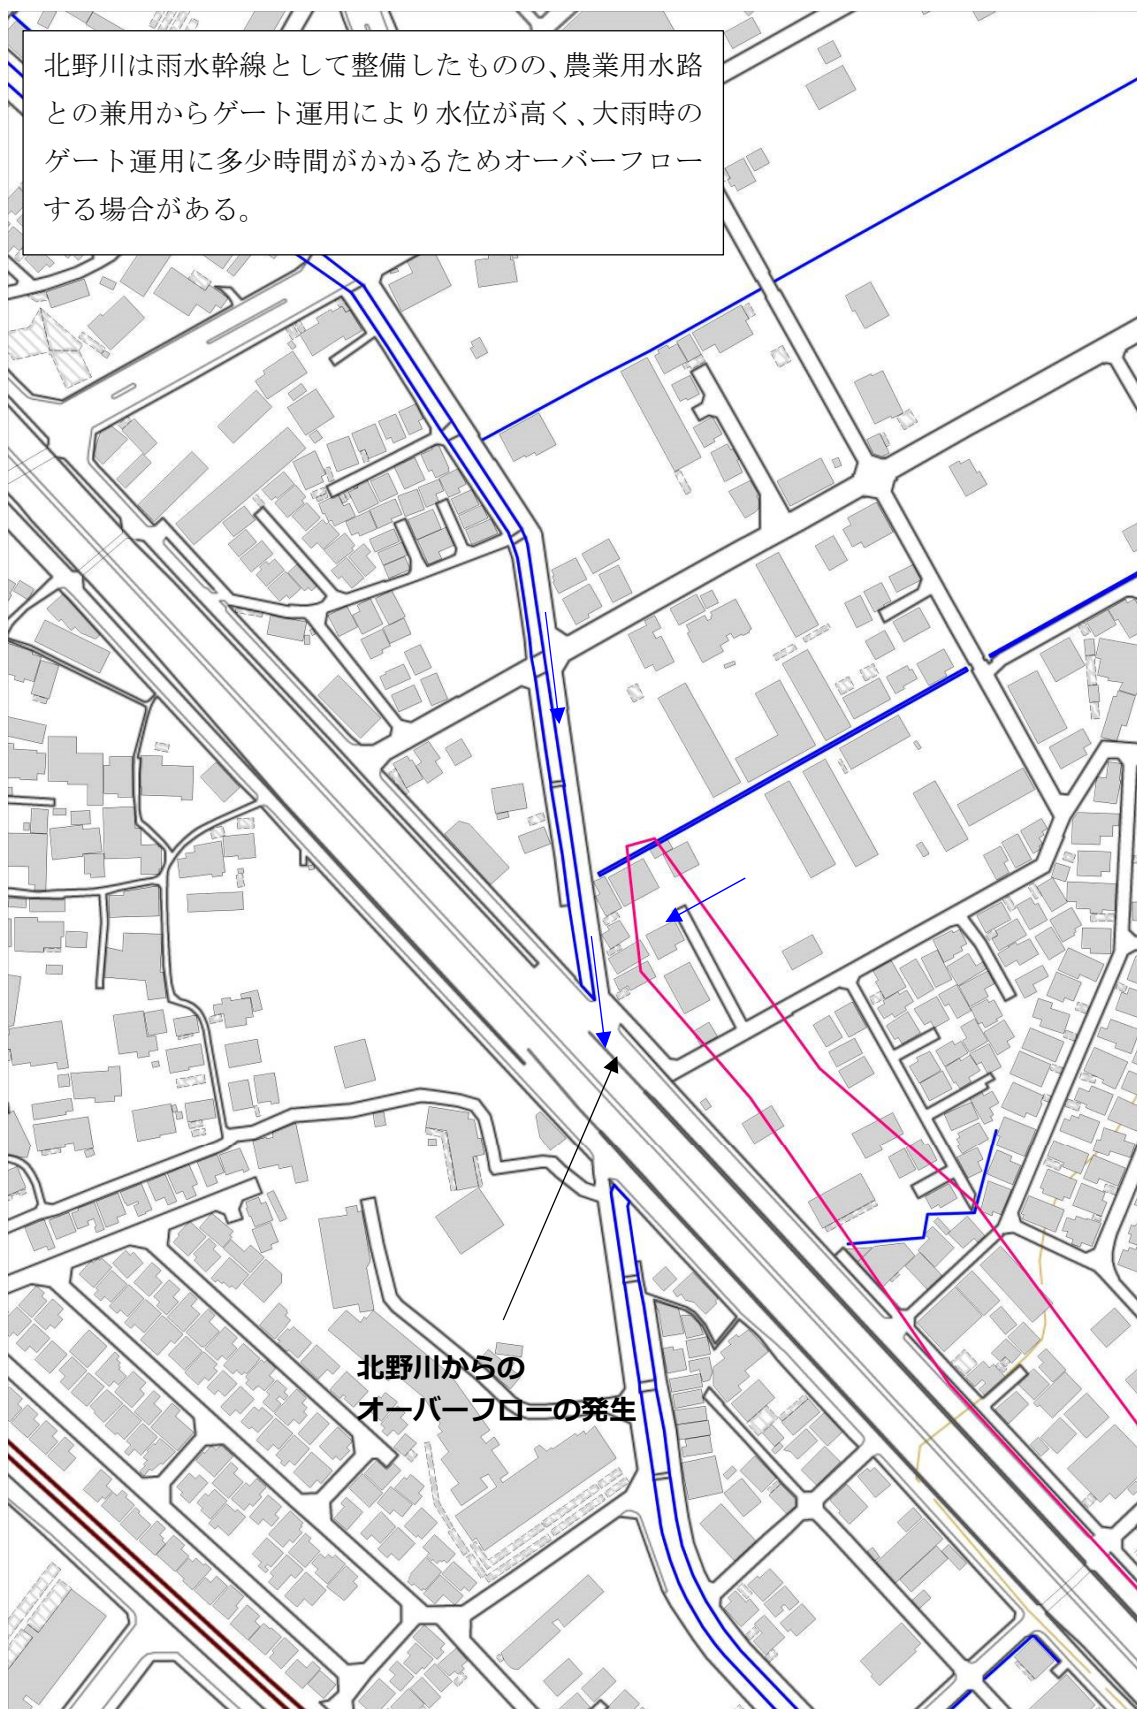 北野川は雨水幹線として整備したものの、農業用水路
との兼用からゲート運用により水位が高く、大雨時の
ゲート運用に多少時間がかかるためオーバーフロー
する場合がある。
北野川からの
オーバーフローの発生